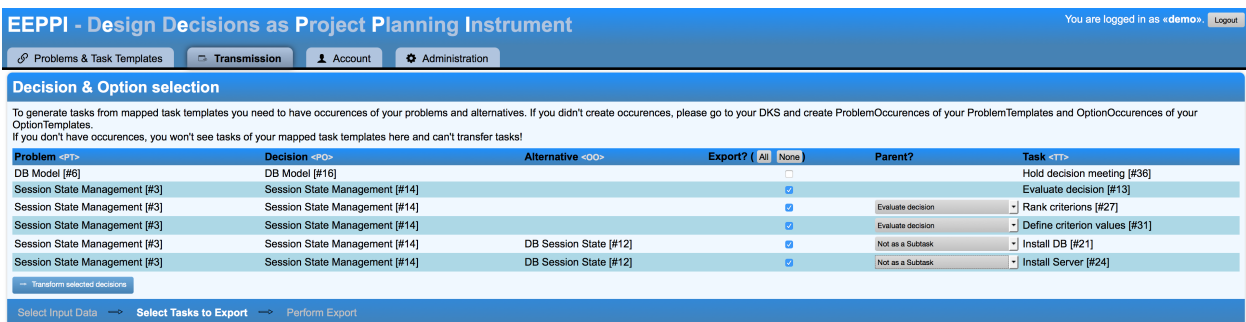 EEPPI - Design Decisions as Project Planning Instrument
You are logged in as «demo». Logout
Problems & Task Templates Transmission Account Administration
Decision & Option selection
To generate tasks from mapped task templates you need to have occurences of your problems and alternatives. If you didn't create occurences, please go to your DKS and create ProblemOccurences of your ProblemTemplates and OptionOccurences of your
OptionTemplates.
If you don't have occurences, you won't see tasks of your mapped task templates here and can't transfer tasks!
Problem <PT> Decision <PO> Alternative <OO> Export? ( All None ) Parent? Task <TT>
DB Model [#6] DB Model [#16] Hold decision meeting [#36]
Session State Management [#3] Session State Management [#14] Evaluate decision [#13]
Session State Management [#3] Session State Management [#14] Evaluate decision Rank criterions [#27]
Session State Management [#3] Session State Management [#14] Evaluate decision Define criterion values [#31]
Session State Management [#3] Session State Management [#14] DB Session State [#12] Not as a Subtask Install DB [#21]
Session State Management [#3] Session State Management [#14] DB Session State [#12] Not as a Subtask Install Server [#24]
Transform selected decisions
Select Input Data Select Tasks to Export Perform Export